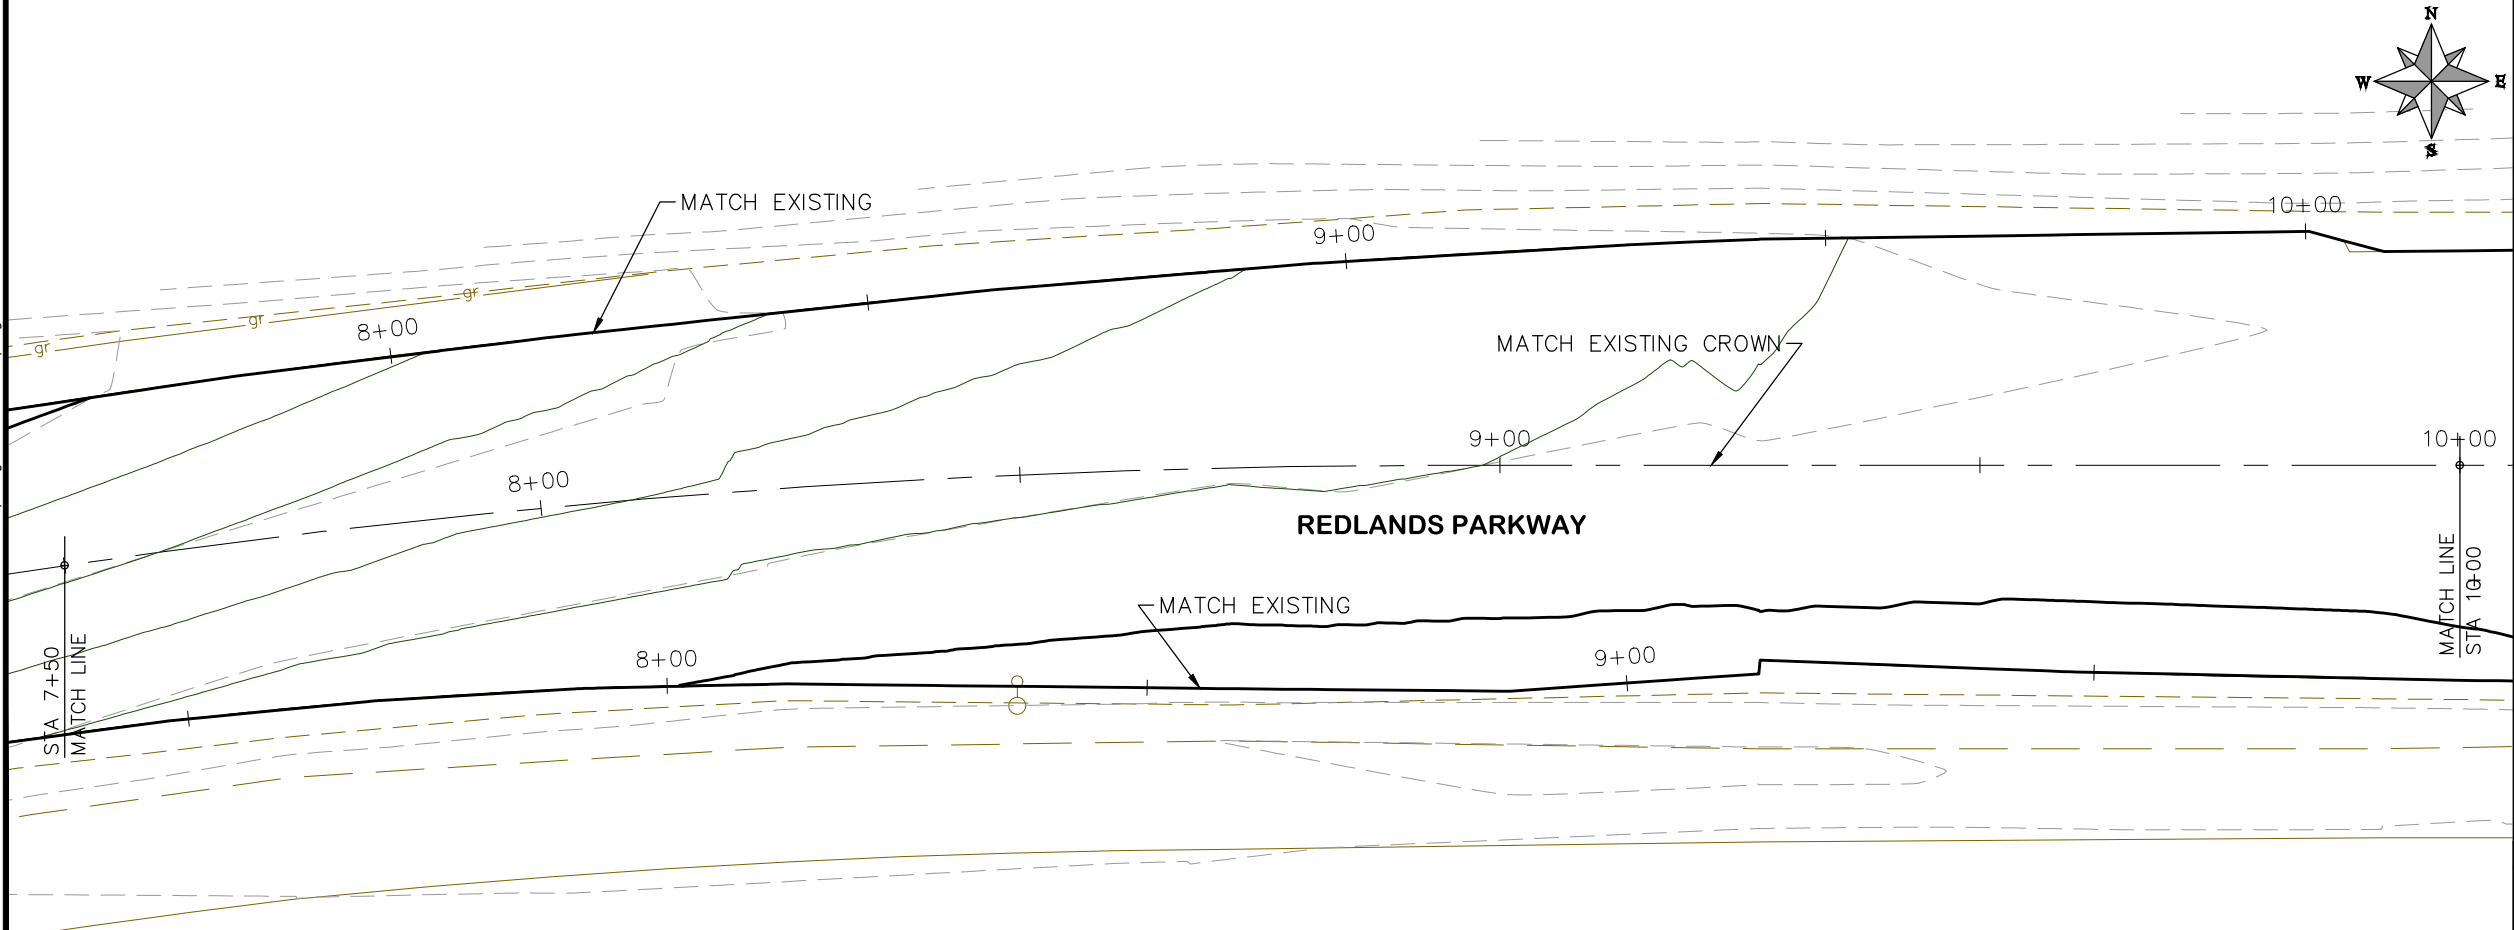 N
W E
S
MATCH EXISTING
10+00
9+00
gr
gr
gr
8+00
MATCH EXISTING CROWN
9+00
10+00
8+00
REDLANDS PARKWAY
MATCH LINE
STA 10+00
MATCH EXISTING
STA 7+50
MATCH LINE
8+00
9+00